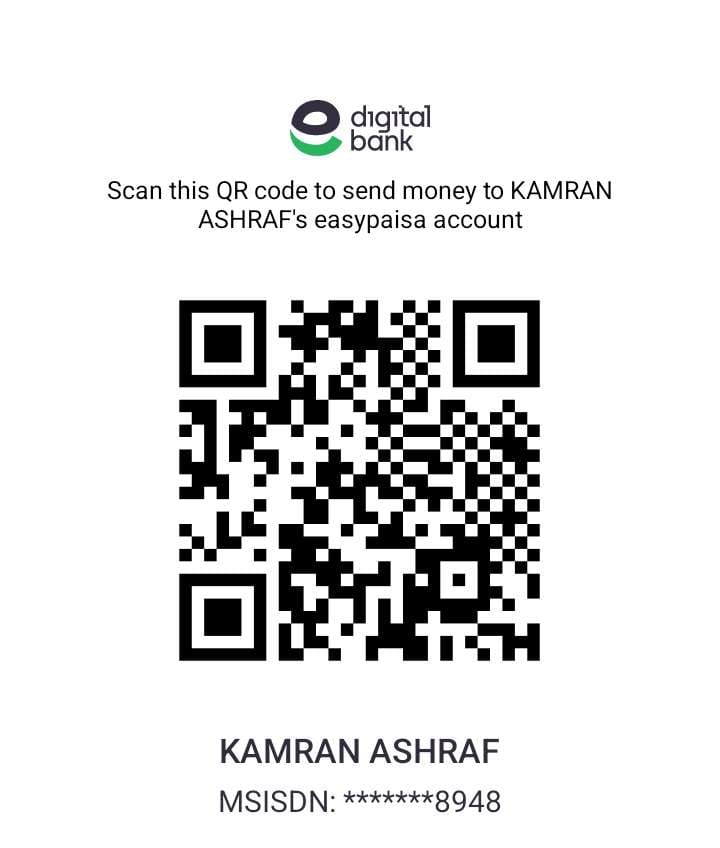 digital
bank
Scan this QR code to send money to KAMRAN
ASHRAF's easypaisa account
KAMRAN ASHRAF
MSISDN: *******8948